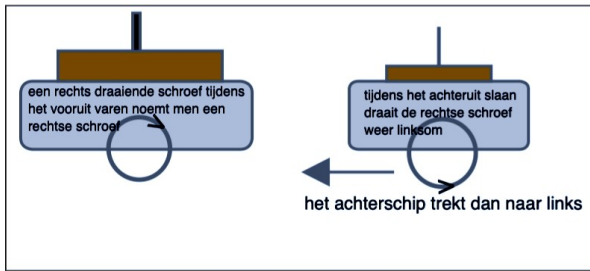 een rechts draaiende schroef tijdens
het vooruit varen noemt men een
rechtse schroef
tijdens het achteruit slaan
draait de rechtse schroef
weer linksom
het achterschip trekt dan naar links